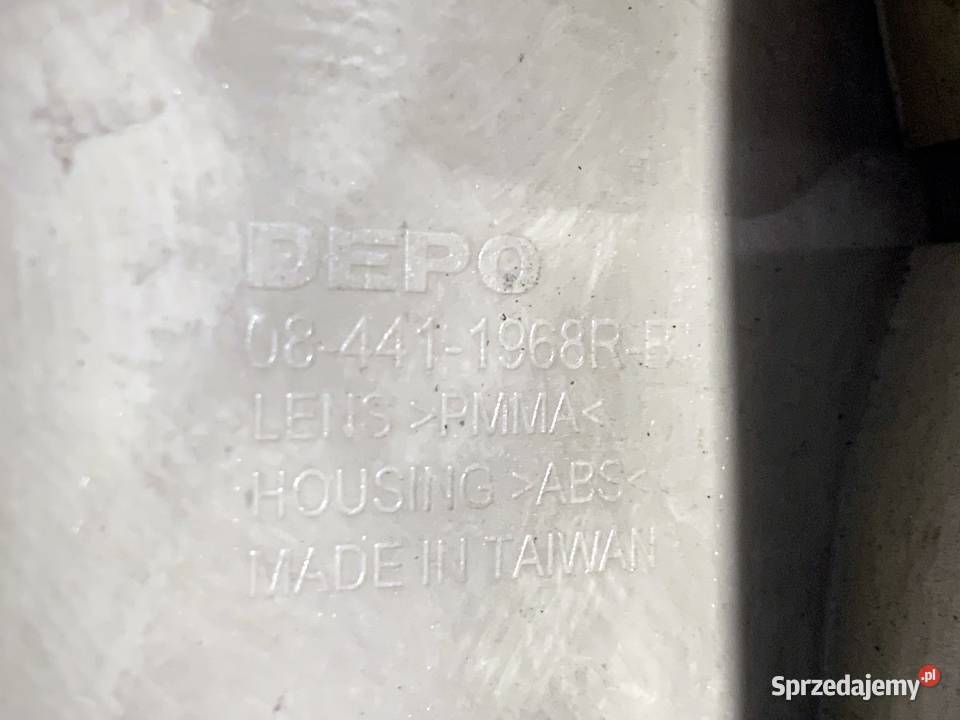 DEPO
08-441-1968R-B
LENS >PMMA<
HOUSING >ABS<
MADE IN TAIWAN
Sprzedajemy.pl